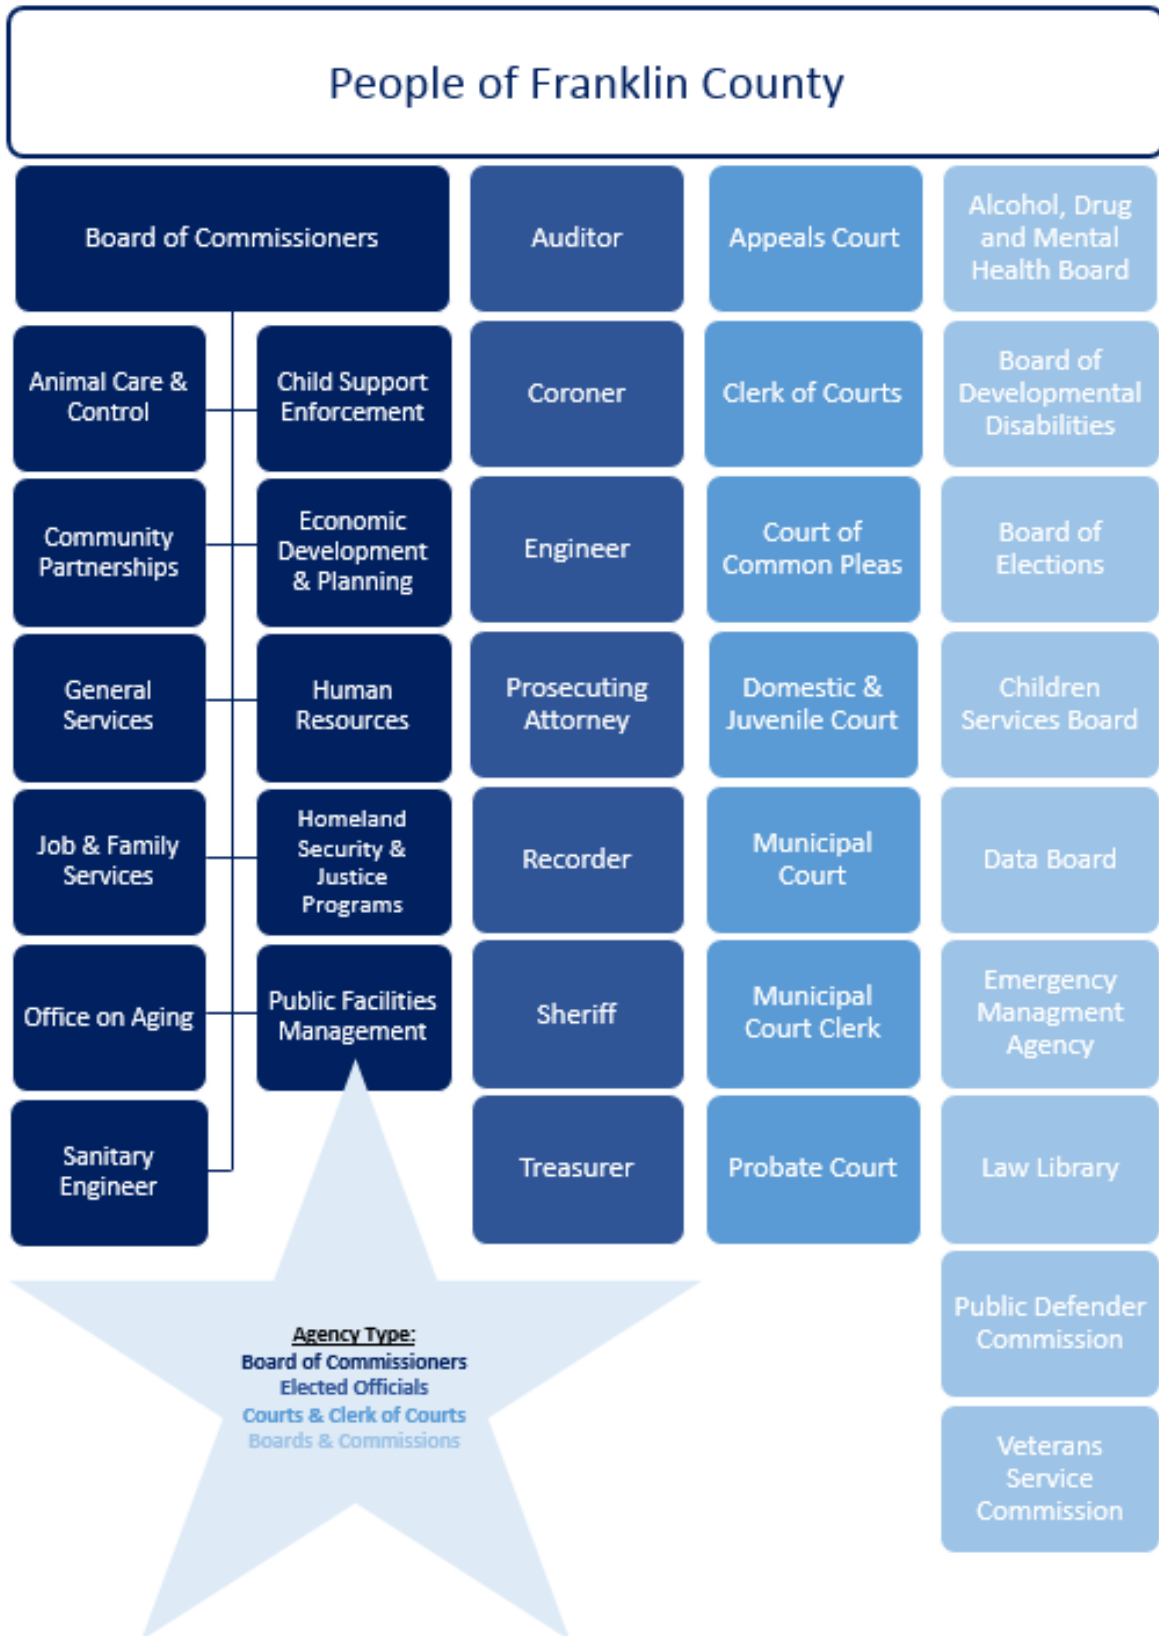 People of Franklin County
Board of Commissioners
Animal Care &
Control
Child Support
Enforcement
Community
Partnerships
Economic
Development
& Planning
General
Services
Human
Resources
Job & Family
Services
Homeland
Security &
Justice
Programs
Office on Aging
Public Facilities
Management
Sanitary
Engineer
Auditor
Coroner
Engineer
Prosecuting
Attorney
Recorder
Sheriff
Treasurer
Appeals Court
Clerk of Courts
Court of
Common Pleas
Domestic &
Juvenile Court
Municipal
Court
Municipal
Court Clerk
Probate Court
Alcohol, Drug
and Mental
Health Board
Board of
Developmental
Disabilities
Board of
Elections
Children
Services Board
Data Board
Emergency
Managment
Agency
Law Library
Public Defender
Commission
Veterans
Service
Commission
Agency Type:
Board of Commissioners
Elected Officials
Courts & Clerk of Courts
Boards & Commissions